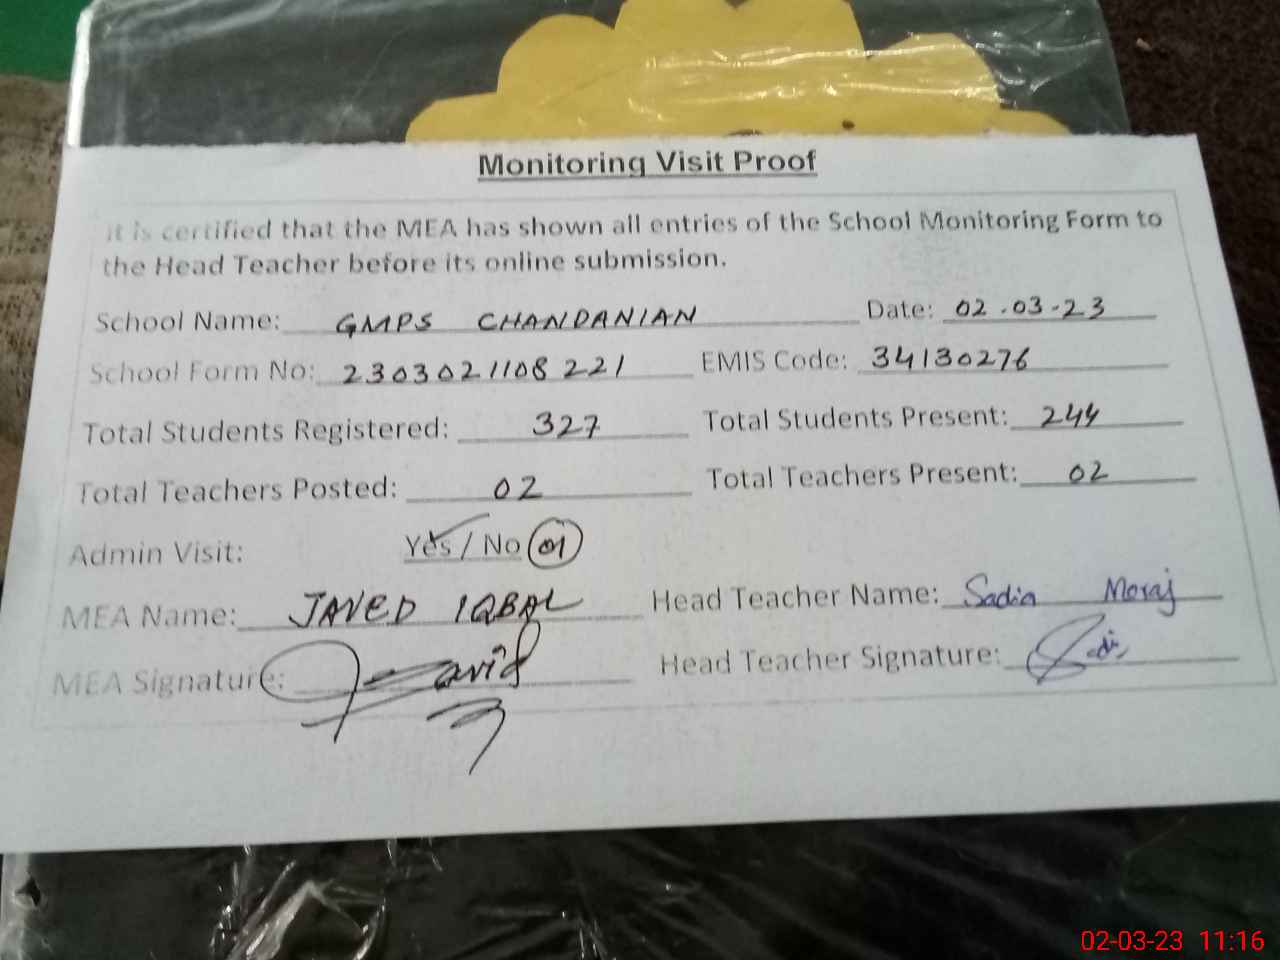 Monitoring Visit Proof
It is certified that the MEA has shown all entries of the School Monitoring Form to
the Head Teacher before its online submission.
School Name: GMPS CHANDANIAN Date: 02.03-23
School Form No: 2303021108221 EMIS Code: 34130276
Total Students Registered: 327 Total Students Present: 244
Total Teachers Posted: 02 Total Teachers Present: 02
Admin Visit: Yes / No 01
MEA Name: JAVED IQBAL Head Teacher Name: Sadia Meraj
MEA Signature: Javid Head Teacher Signature: Sadi
02-03-23 11:16